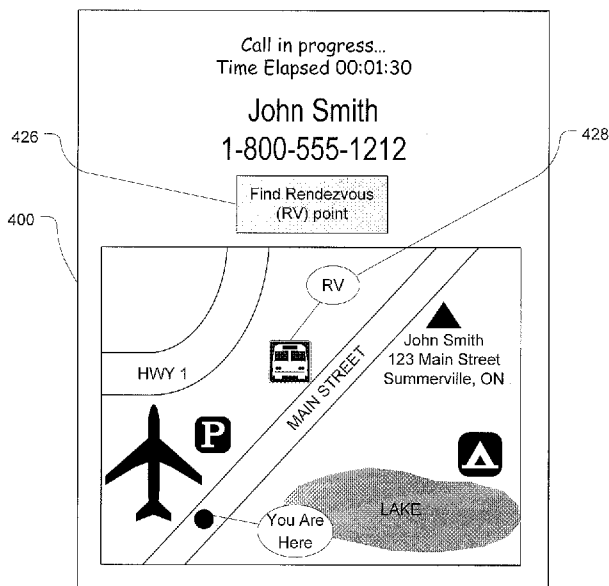 Call in progress...
Time Elapsed 00:01:30
John Smith
1-800-555-1212
426
428
Find Rendezvous
(RV) point
400
RV
HWY 1
MAIN STREET
John Smith
123 Main Street
Summerville, ON
P
You Are
Here
LAKE